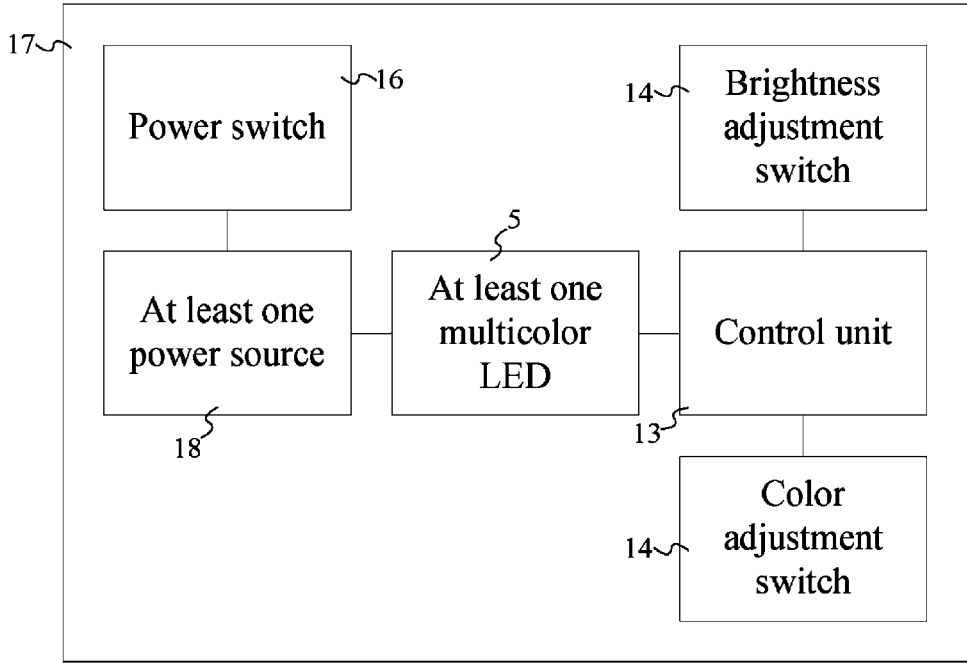 17
16
Power switch
14
Brightness
adjustment
switch
5
At least one
power source
18
At least one
multicolor
LED
Control unit
13
14
Color
adjustment
switch